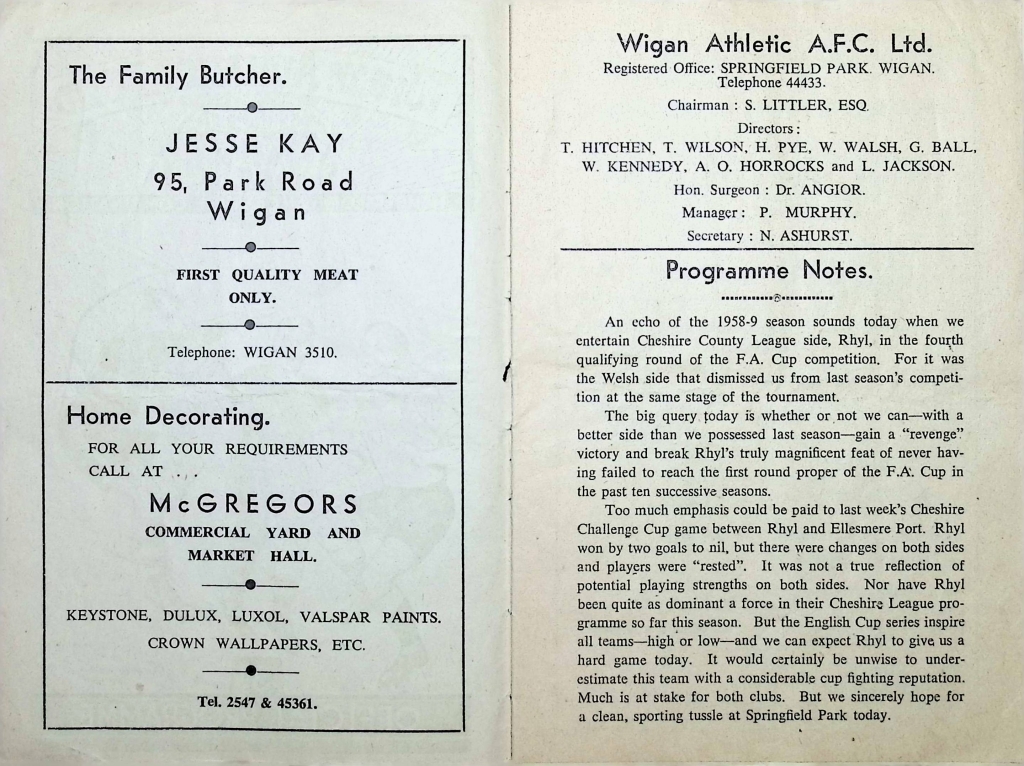 The Family Butcher.
JESSE KAY
95, Park Road
Wigan
FIRST QUALITY MEAT
ONLY.
Telephone: WIGAN 3510.
Home Decorating.
FOR ALL YOUR REQUIREMENTS
CALL AT . . .
McGREGORS
COMMERCIAL YARD AND
MARKET HALL.
KEYSTONE, DULUX, LUXOL, VALSPAR PAINTS.
CROWN WALLPAPERS, ETC.
Tel. 2547 & 45361.
Wigan Athletic A.F.C. Ltd.
Registered Office: SPRINGFIELD PARK. WIGAN.
Telephone 44433.
Chairman : S. LITTLER, ESQ.
Directors :
T. HITCHEN, T. WILSON, H. PYE, W. WALSH, G. BALL,
W. KENNEDY, A. O. HORROCKS and L. JACKSON.
Hon. Surgeon : Dr. ANGIOR.
Manager : P. MURPHY.
Secretary : N. ASHURST.
Programme Notes.
An echo of the 1958-9 season sounds today when we
entertain Cheshire County League side, Rhyl, in the fourth
qualifying round of the F.A. Cup competition. For it was
the Welsh side that dismissed us from last season's competi-
tion at the same stage of the tournament.
The big query today is whether or not we can—with a
better side than we possessed last season—gain a "revenge"
victory and break Rhyl's truly magnificent feat of never hav-
ing failed to reach the first round proper of the F.A. Cup in
the past ten successive seasons.
Too much emphasis could be paid to last week's Cheshire
Challenge Cup game between Rhyl and Ellesmere Port. Rhyl
won by two goals to nil, but there were changes on both sides
and players were "rested". It was not a true reflection of
potential playing strengths on both sides. Nor have Rhyl
been quite as dominant a force in their Cheshire League pro-
gramme so far this season. But the English Cup series inspire
all teams—high or low—and we can expect Rhyl to give us a
hard game today. It would certainly be unwise to under-
estimate this team with a considerable cup fighting reputation.
Much is at stake for both clubs. But we sincerely hope for
a clean, sporting tussle at Springfield Park today.